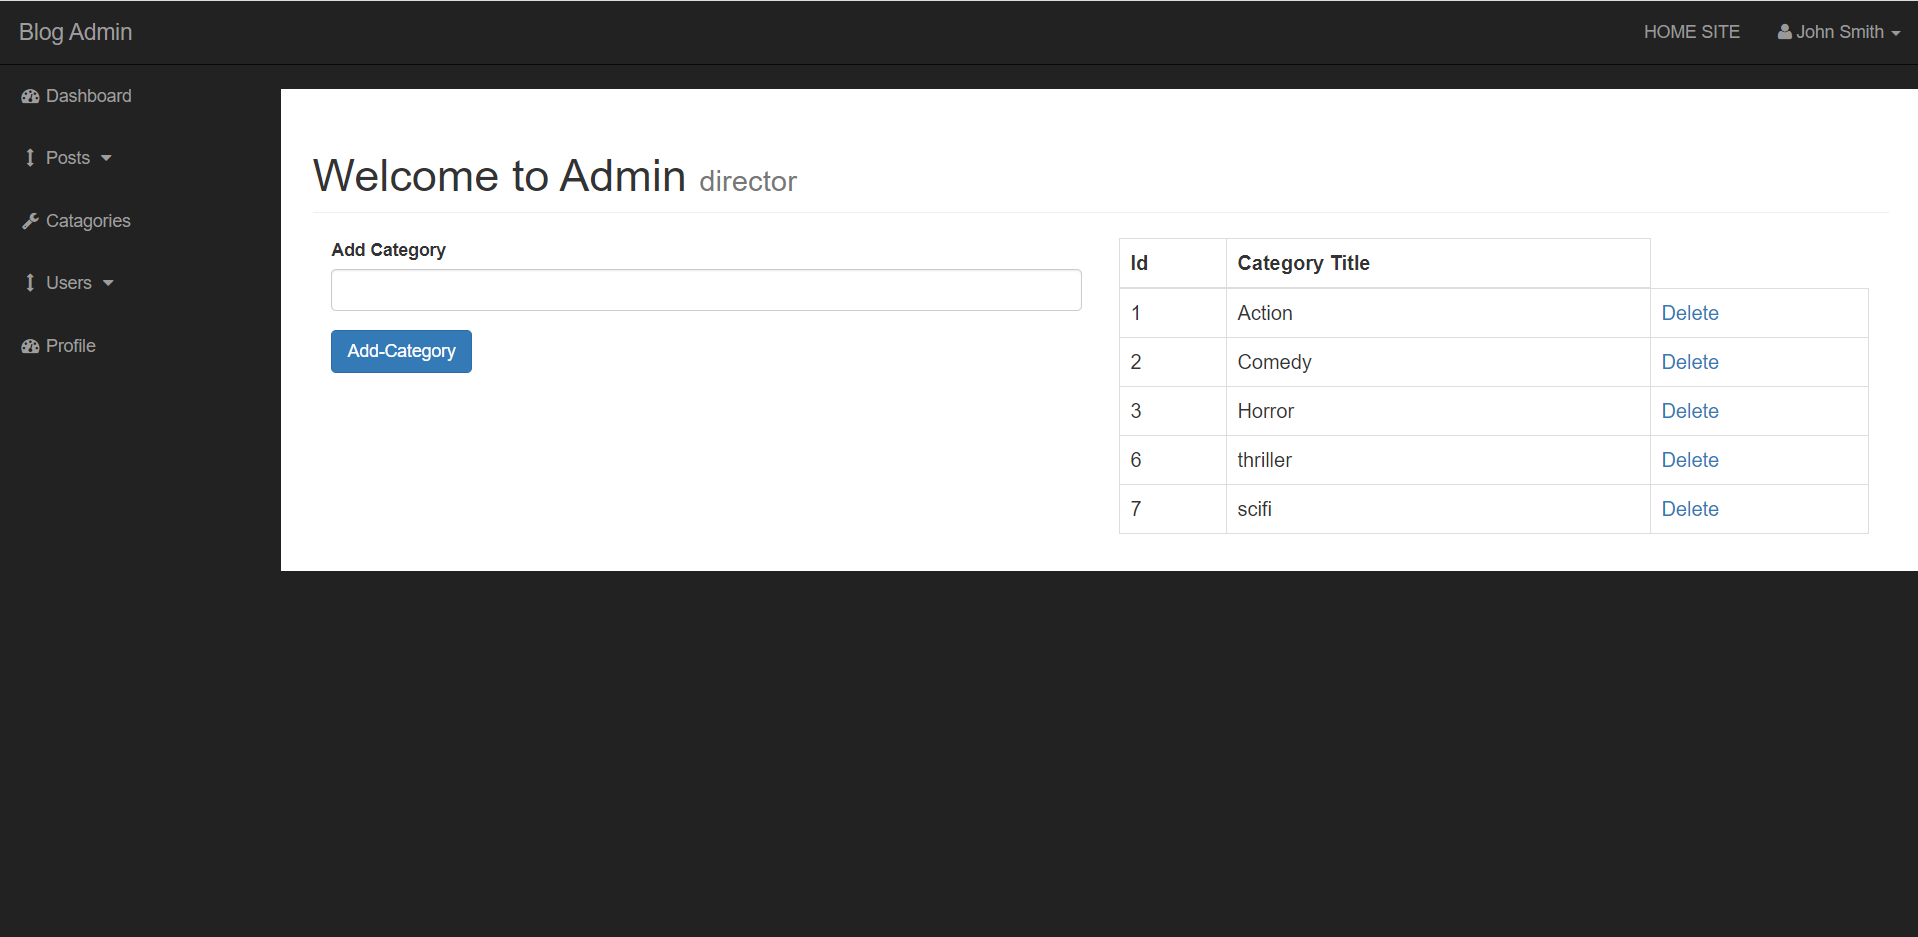 Blog Admin
HOME SITE
John Smith
Dashboard
Posts
Catagories
Users
Profile
Welcome to Admin director
Add Category
Add-Category
Id Category Title
1 Action Delete
2 Comedy Delete
3 Horror Delete
6 thriller Delete
7 scifi Delete